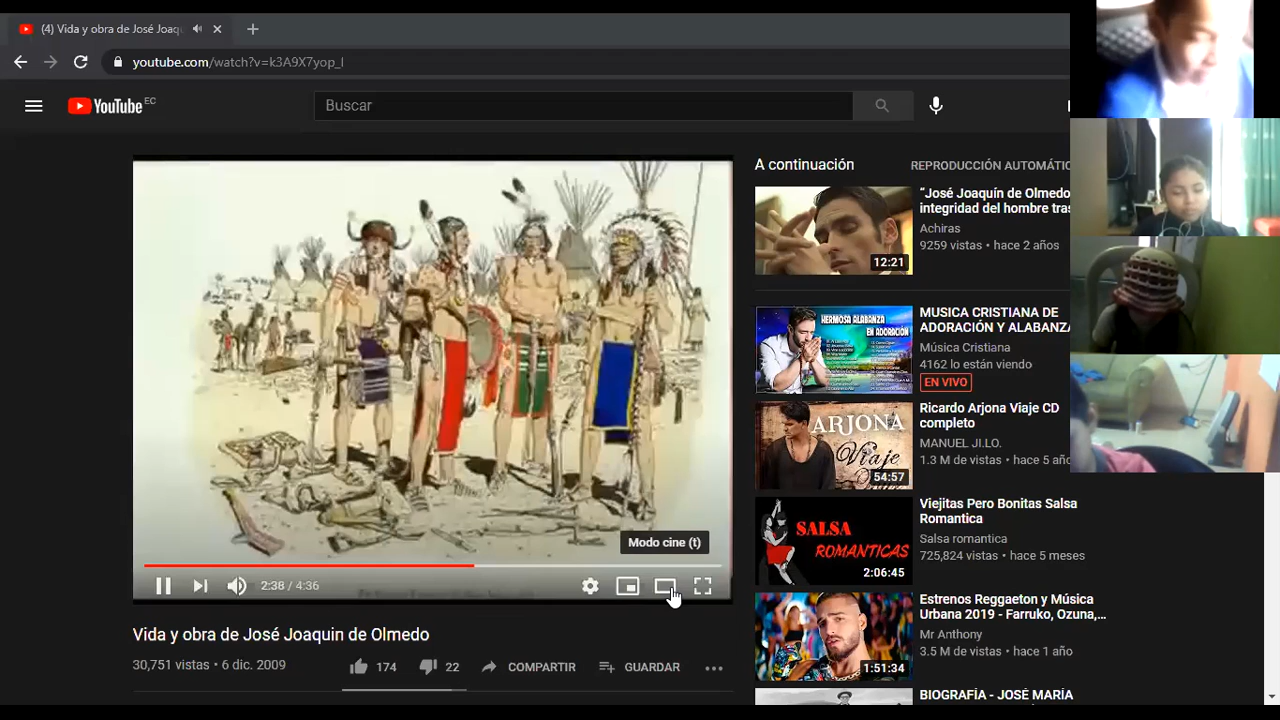 (4) Vida y obra de José Joaq
youtube.com/watch?v=k3A9X7yop_I
YouTube EC
Buscar
Modo cine (t)
2:38 / 4:36
Vida y obra de José Joaquin de Olmedo
30,751 vistas • 6 dic. 2009
174
22
COMPARTIR
GUARDAR
A continuación
REPRODUCCIÓN AUTOMÁTIC
"José Joaquín de Olmedo
integridad del hombre tras
Achiras
9259 vistas • hace 2 años
12:21
HERMOSA ALABANZA
EN ADORACIÓN
MUSICA CRISTIANA DE
ADORACIÓN Y ALABANZA
Música Cristiana
4162 lo están viendo
EN VIVO
ARJONA
Viaje
54:57
Ricardo Arjona Viaje CD
completo
MANUEL JI.LO.
1.3 M de vistas • hace 5 año
SALSA
ROMANTICAS
2:06:45
Viejitas Pero Bonitas Salsa
Romantica
Salsa romantica
725,824 vistas • hace 5 meses
1:51:34
Estrenos Reggaeton y Música
Urbana 2019 - Farruko, Ozuna,...
Mr Anthony
3.5 M de vistas • hace 1 año
BIOGRAFÍA - JOSÉ MARÍA